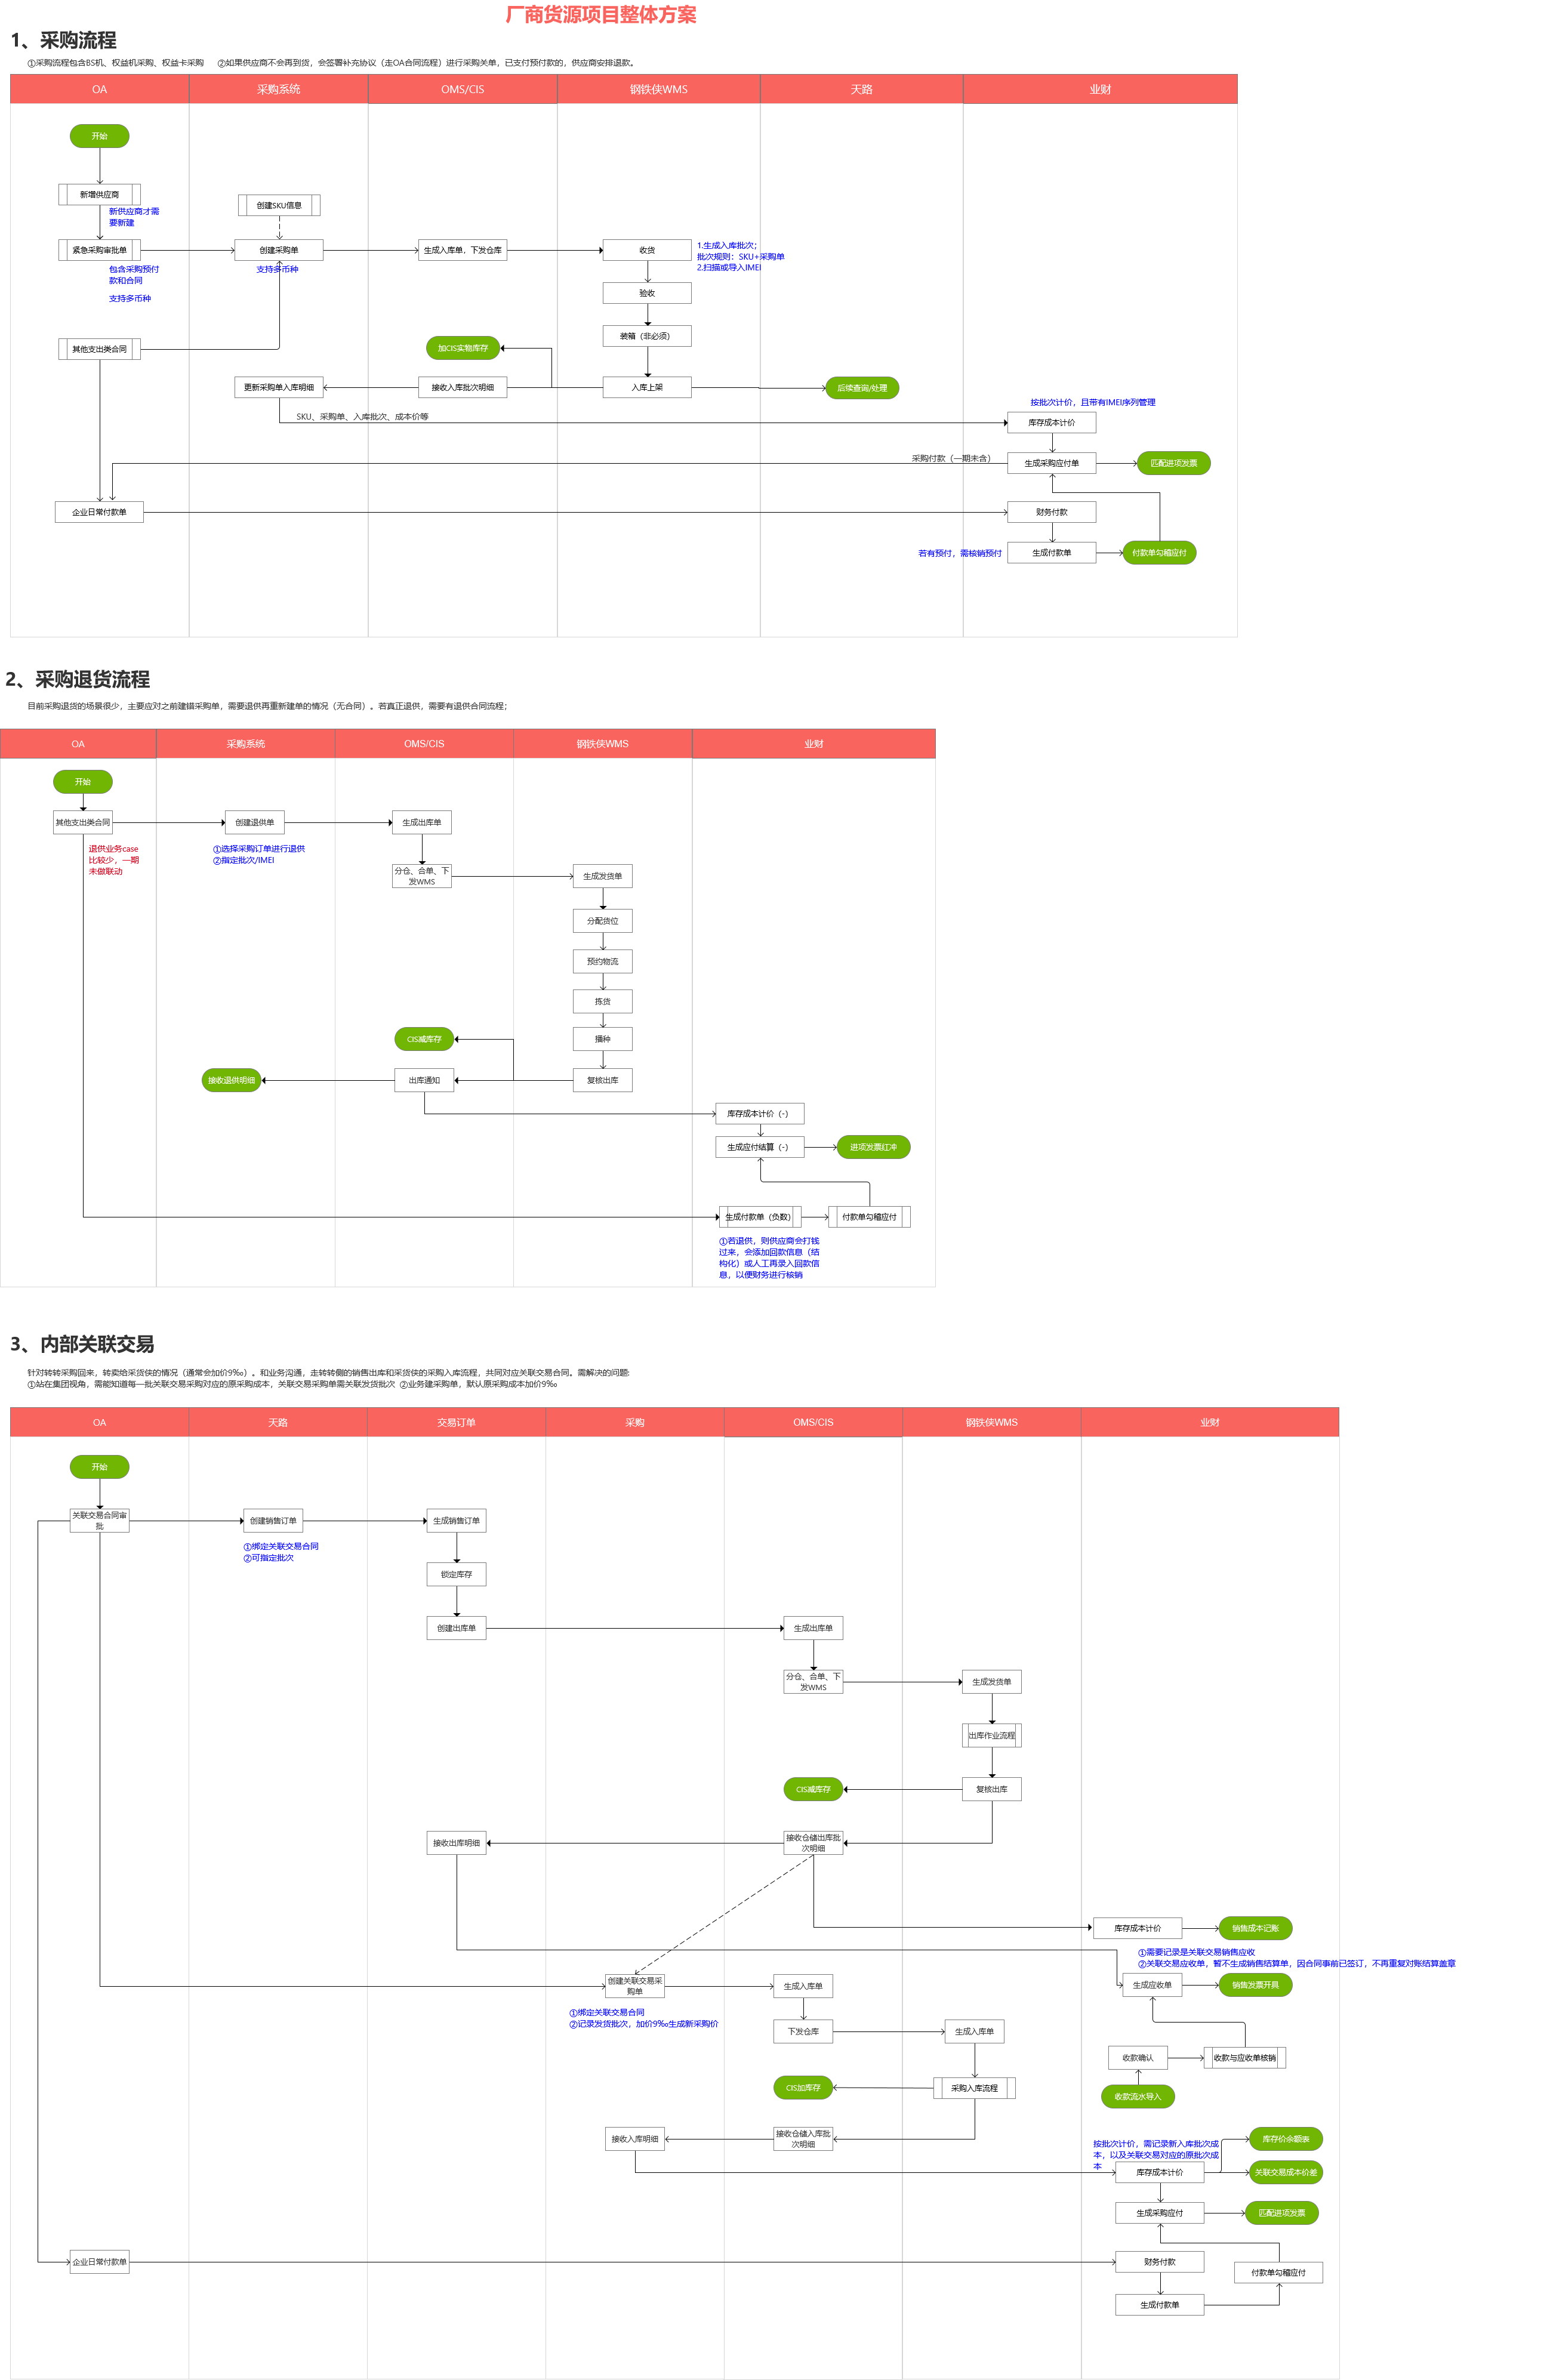 厂商货源项目整体方案
1、采购流程
①采购流程包含BS机、权益机采购、权益卡采购 ②如果供应商不会再到货，会签署补充协议（走OA合同流程）进行采购关单，已支付预付款的，供应商安排退款。
OA 采购系统 OMS/CIS 钢铁侠WMS 天路 业财
开始
新增供应商
新供应商才需
要新建
创建SKU信息
紧急采购审批单
创建采购单
生成入库单，下发仓库
收货
1.生成入库批次；
批次规则：SKU+采购单
2.扫描或导入IMEI
包含采购预付
款和合同
支持多币种
支持多币种
验收
装箱（非必须）
其他支出类合同
加CIS实物库存
更新采购单入库明细
接收入库批次明细
入库上架
后续查询/处理
SKU、采购单、入库批次、成本价等
按批次计价，且带有IMEI序列管理
库存成本计价
采购付款（一期未含）
生成采购应付单
匹配进项发票
企业日常付款单
财务付款
若有预付，需核销预付
生成付款单
付款单勾稽应付
2、采购退货流程
目前采购退货的场景很少，主要应对之前建错采购单，需要退供再重新建单的情况（无合同）。若真正退供，需要有退供合同流程；
OA 采购系统 OMS/CIS 钢铁侠WMS 业财
开始
其他支出类合同
创建退供单
生成出库单
退供业务case
比较少，一期
未做联动
①选择采购订单进行退供
②指定批次/IMEI
分仓、合单、下
发WMS
生成发货单
分配货位
预约物流
拣货
播种
CIS减库存
接收退供明细
出库通知
复核出库
库存成本计价（-）
生成应付结算（-）
进项发票红冲
生成付款单（负数）
付款单勾稽应付
①若退供，则供应商会打钱
过来，会添加回款信息（结
构化）或人工再录入回款信
息，以便财务进行核销
3、内部关联交易
针对转转采购回来，转卖给采货侠的情况（通常会加价9‰）。和业务沟通，走转转侧的销售出库和采货侠的采购入库流程，共同对应关联交易合同。需解决的问题:
①站在集团视角，需能知道每一批关联交易采购对应的原采购成本，关联交易采购单需关联发货批次 ②业务建采购单，默认原采购成本加价9‰
OA 天路 交易订单 采购 OMS/CIS 钢铁侠WMS 业财
开始
关联交易合同审
批
创建销售订单
生成销售订单
①绑定关联交易合同
②可指定批次
锁定库存
创建出库单
生成出库单
分仓、合单、下
发WMS
生成发货单
出库作业流程
CIS减库存
复核出库
接收出库明细
接收仓储出库批
次明细
库存成本计价
销售成本记账
①需要记录是关联交易销售应收
②关联交易应收单，暂不生成销售结算单，因合同事前已签订，不再重复对账结算盖章
创建关联交易采
购单
生成入库单
生成应收单
销售发票开具
①绑定关联交易合同
②记录发货批次，加价9‰生成新采购价
下发仓库
生成入库单
收款确认
收款与应收单核销
CIS加库存
采购入库流程
收款流水导入
接收入库明细
接收仓储入库批
次明细
按批次计价，需记录新入库批次成
本，以及关联交易对应的原批次成
本
库存价余额表
库存成本计价
关联交易成本价差
生成采购应付
匹配进项发票
企业日常付款单
财务付款
付款单勾稽应付
生成付款单